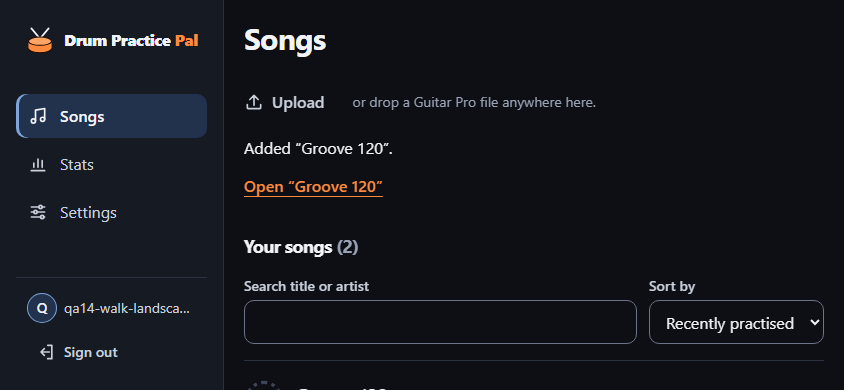 Drum Practice Pal
Songs
Stats
Settings
Q
qa14-walk-landsca...
Sign out
Songs
Upload
or drop a Guitar Pro file anywhere here.
Added “Groove 120”.
Open “Groove 120”
Your songs (2)
Search title or artist
Sort by
Recently practised